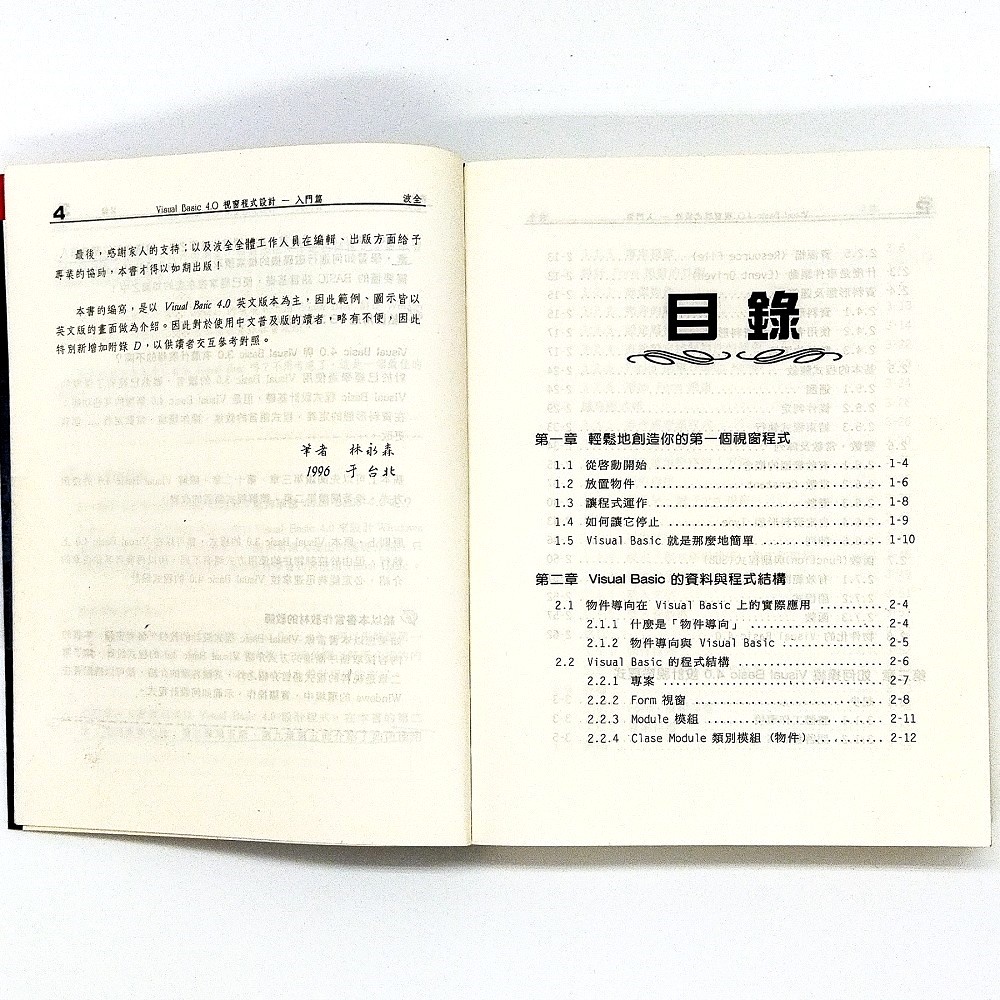 4 Visual Basic 4.0 視窗程式設計 — 入門篇 波全
最後，感謝家人的支持；以及波全全體工作人員在編輯、出版方面給予
專業的協助，本書才得以如期出版！
本書的編寫，是以 Visual Basic 4.0 英文版本為主，因此範例、圖示皆以
英文版的畫面做為介紹。因此對於使用中文普及版的讀者，略有不便，因此
特別新增加附錄 D，以供讀者交互參考對照。
筆者 林永森
1996 于台北
目錄
第一章 輕鬆地創造你的第一個視窗程式
1.1 從啓動開始 ........................ 1-4
1.2 放置物件 ........................ 1-6
1.3 讓程式運作 ........................ 1-8
1.4 如何讓它停止 ........................ 1-9
1.5 Visual Basic 就是那麼地簡單 ............ 1-10
第二章 Visual Basic 的資料與程式結構
2.1 物件導向在 Visual Basic 上的實際應用 .......... 2-4
2.1.1 什麼是「物件導向」 .................. 2-4
2.1.2 物件導向與 Visual Basic .............. 2-5
2.2 Visual Basic 的程式結構 .................. 2-6
2.2.1 專案 ........................ 2-7
2.2.2 Form 視窗 ........................ 2-8
2.2.3 Module 模組 ........................ 2-11
2.2.4 Clase Module 類別模組 (物件) .......... 2-12